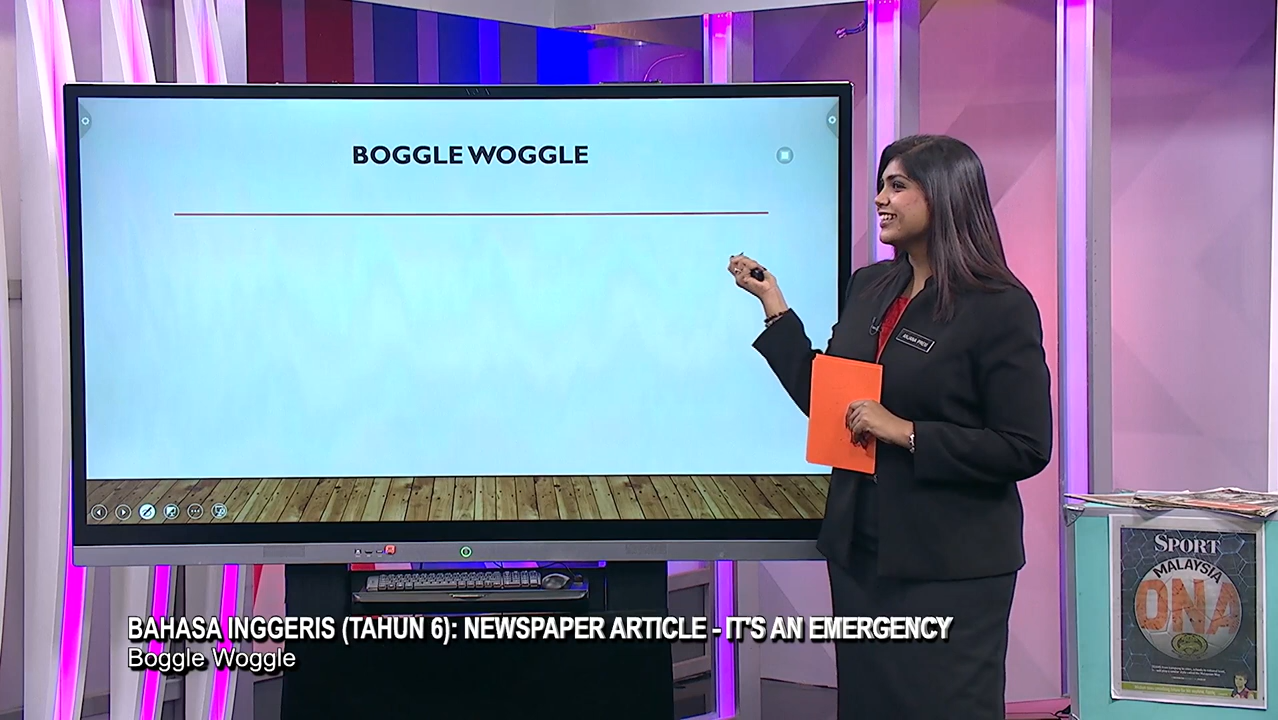 BOGGLE WOGGLE
SPORT
MALAYSIA
DNA
BAHASA INGGERIS (TAHUN 6): NEWSPAPER ARTICLE - IT'S AN EMERGENCY
Boggle Woggle